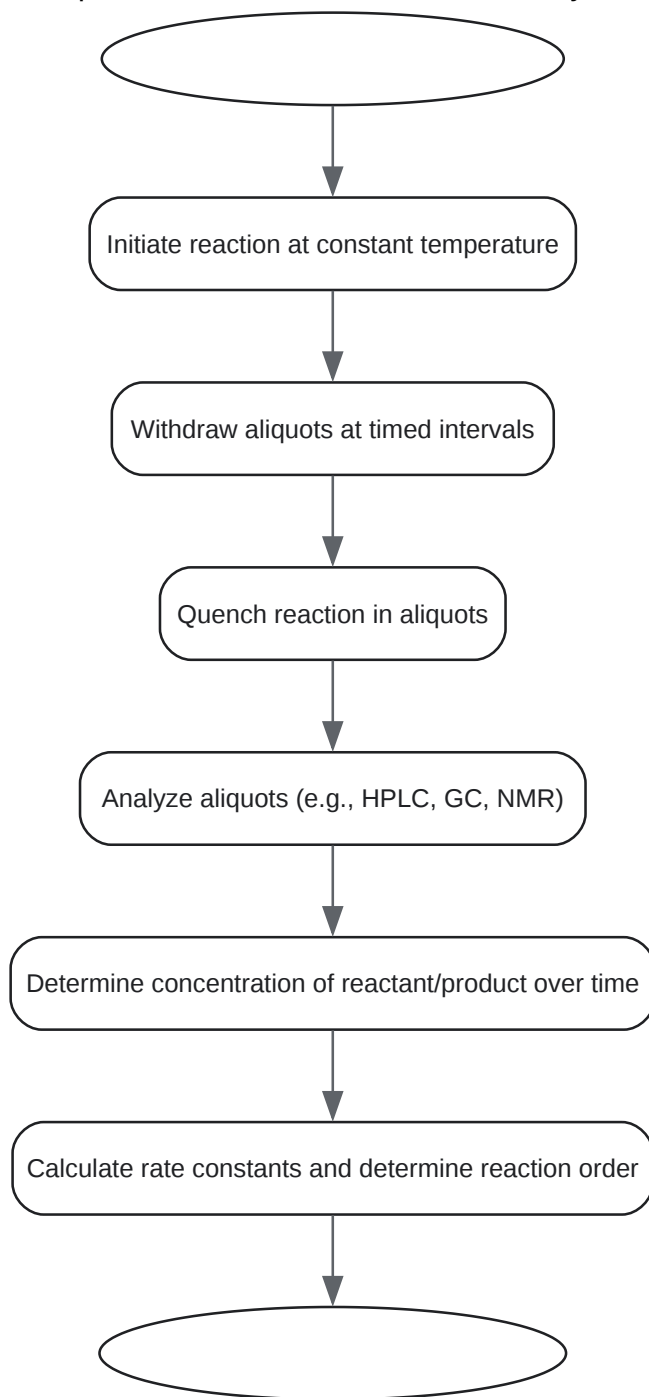 Initiate reaction at constant temperature
Withdraw aliquots at timed intervals
Quench reaction in aliquots
Analyze aliquots (e.g., HPLC, GC, NMR)
Determine concentration of reactant/product over time
Calculate rate constants and determine reaction order